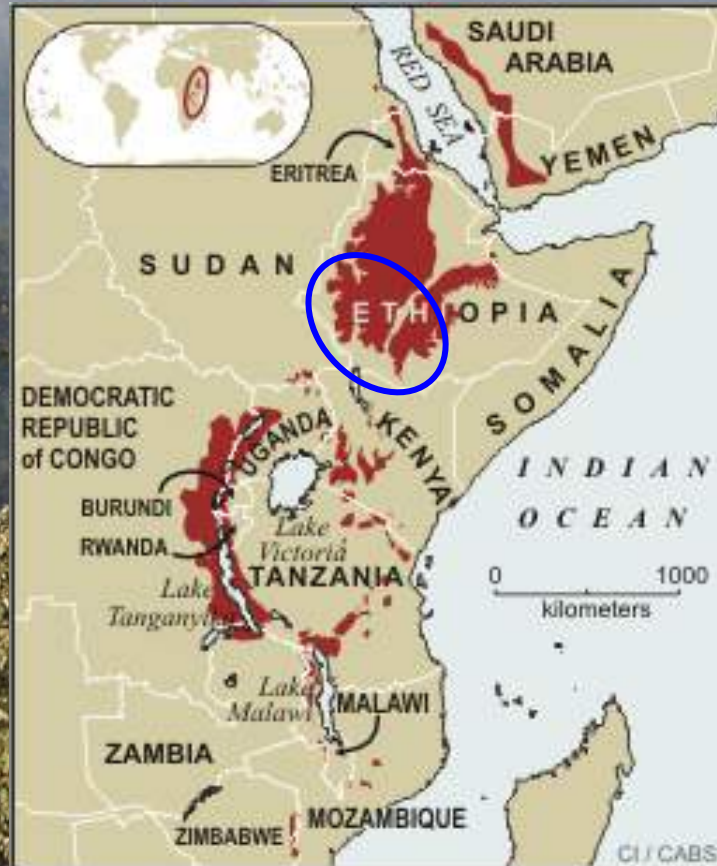 SAUDI
ARABIA
RED SEA
YEMEN
ERITREA
SUDAN
ETHIOPIA
SOMALIA
DEMOCRATIC
REPUBLIC
of CONGO
UGANDA
KENYA
INDIAN
OCEAN
BURUNDI
RWANDA
Lake
Victoria
TANZANIA
Lake
Tanganyika
0 1000
kilometers
Lake
Malawi
MALAWI
ZAMBIA
ZIMBABWE
MOZAMBIQUE
CI / CABS